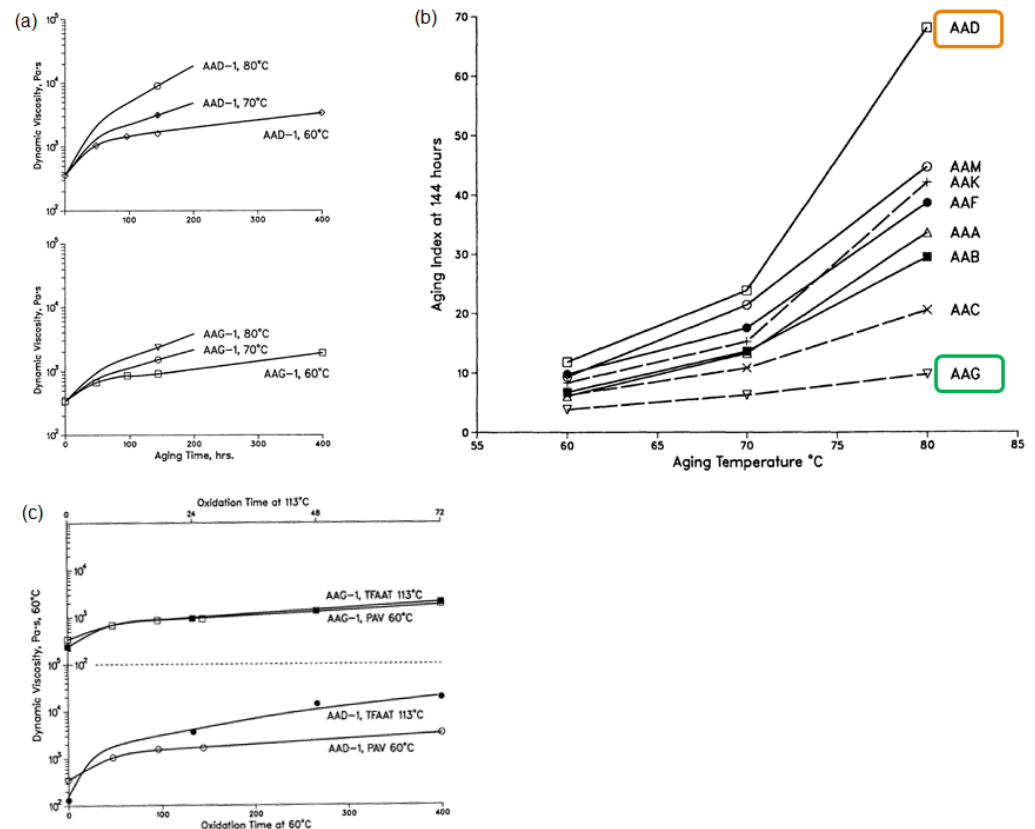 (a)
Dynamic Viscosity, Pa·s
10⁵
10⁴
10³
10²
AAD-1, 80°C
AAD-1, 70°C
AAD-1, 60°C
0
100
200
300
400
Dynamic Viscosity, Pa·s
10⁵
10⁴
10³
10²
AAG-1, 80°C
AAG-1, 70°C
AAG-1, 60°C
0
100
200
300
400
Aging Time, hrs.
(b)
Aging Index at 144 hours
70
60
50
40
30
20
10
0
AAD
AAM
AAK
AAF
AAA
AAB
AAC
AAG
55
60
65
70
75
80
85
Aging Temperature °C
(c)
Oxidation Time at 113°C
0
24
48
72
Dynamic Viscosity, Pa·s, 60°C
10⁴
10³
10⁵
10²
10⁴
10³
10²
AAG-1, TFAAT 113°C
AAG-1, PAV 60°C
AAD-1, TFAAT 113°C
AAD-1, PAV 60°C
0
100
200
300
400
Oxidation Time at 60°C